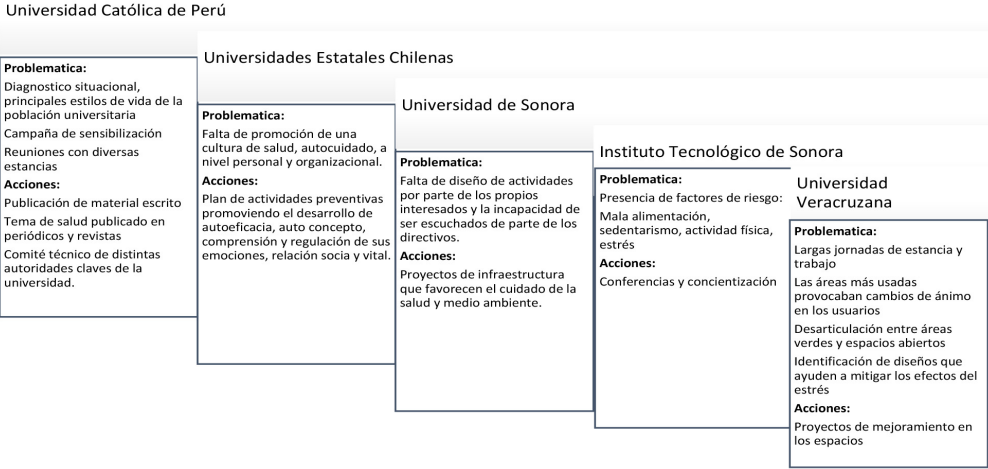 Universidad Católica de Perú
Problematica:
Diagnostico situacional,
principales estilos de vida de la
población universitaria
Campaña de sensibilización
Reuniones con diversas
estancias
Acciones:
Publicación de material escrito
Tema de salud publicado en
periódicos y revistas
Comité técnico de distintas
autoridades claves de la
universidad.
Universidades Estatales Chilenas
Problematica:
Falta de promoción de una
cultura de salud, autocuidado, a
nivel personal y organizacional.
Acciones:
Plan de actividades preventivas
promoviendo el desarrollo de
autoeficacia, auto concepto,
comprensión y regulación de sus
emociones, relación socia y vital.
Universidad de Sonora
Problematica:
Falta de diseño de actividades
por parte de los propios
interesados y la incapacidad de
ser escuchados de parte de los
directivos.
Acciones:
Proyectos de infraestructura
que favorecen el cuidado de la
salud y medio ambiente.
Instituto Tecnológico de Sonora
Problematica:
Presencia de factores de riesgo:
Mala alimentación,
sedentarismo, actividad física,
estrés
Acciones:
Conferencias y concientización
Universidad
Veracruzana
Problematica:
Largas jornadas de estancia y
trabajo
Las áreas más usadas
provocaban cambios de ánimo
en los usuarios
Desarticulación entre áreas
verdes y espacios abiertos
Identificación de diseños que
ayuden a mitigar los efectos del
estrés
Acciones:
Proyectos de mejoramiento en
los espacios